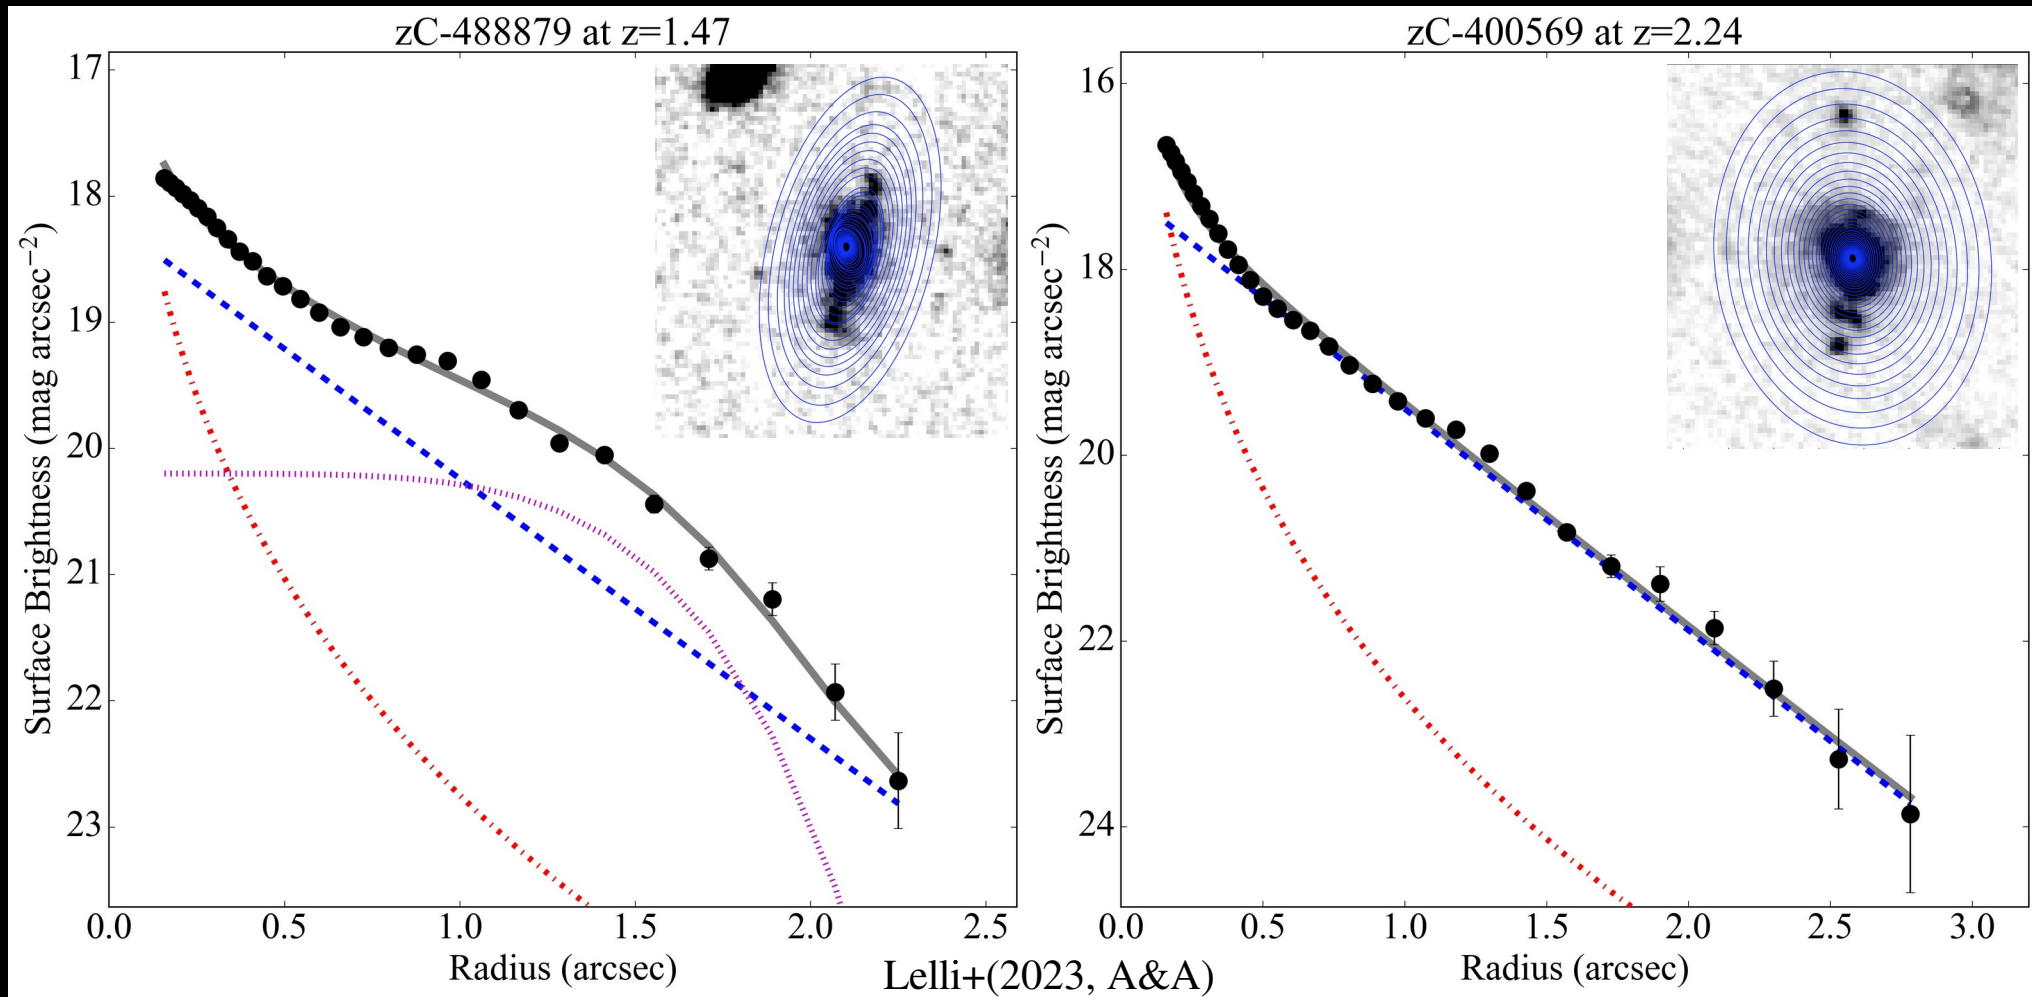 zC-488879 at z=1.47
Surface Brightness (mag arcsec⁻²)
17
18
19
20
21
22
23
0.0 0.5 1.0 1.5 2.0 2.5
Radius (arcsec)
zC-400569 at z=2.24
Surface Brightness (mag arcsec⁻²)
16
18
20
22
24
0.0 0.5 1.0 1.5 2.0 2.5 3.0
Radius (arcsec)
Lelli+(2023, A&A)